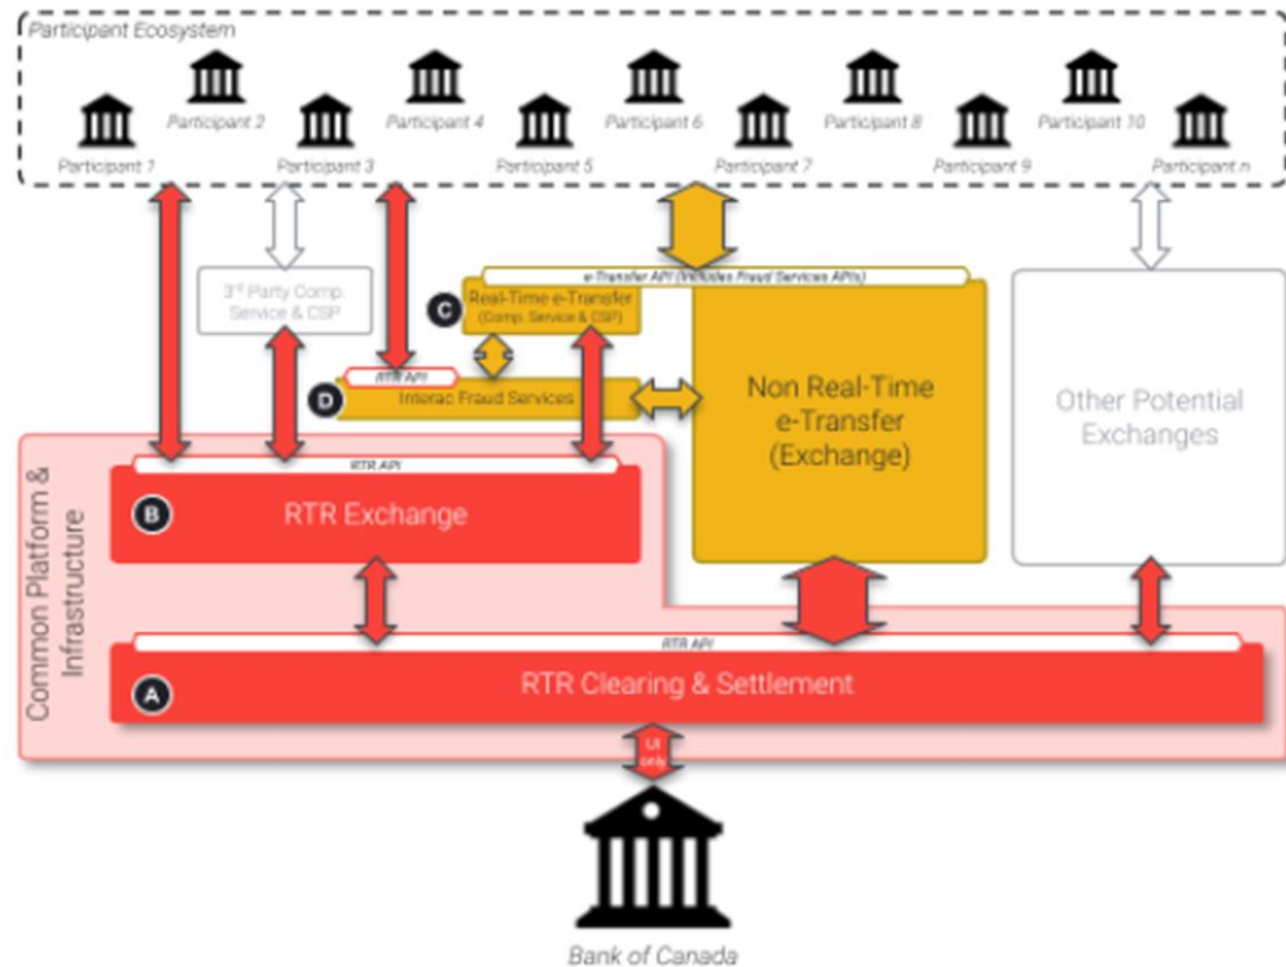 Participant Ecosystem
Participant 2
Participant 4
Participant 6
Participant 8
Participant 10
Participant 1
Participant 3
Participant 5
Participant 7
Participant 9
Participant n
e-Transfer API (Includes Fraud Services APIs)
3rd Party Comp.
Service & CSP
C
Real-Time e-Transfer
(Comp. Service & CSP)
RTR API
D
Interac Fraud Services
Non Real-Time
e-Transfer
(Exchange)
Other Potential
Exchanges
Common Platform &
Infrastructure
RTR API
B
RTR Exchange
RTR API
A
RTR Clearing & Settlement
UI
only
Bank of Canada